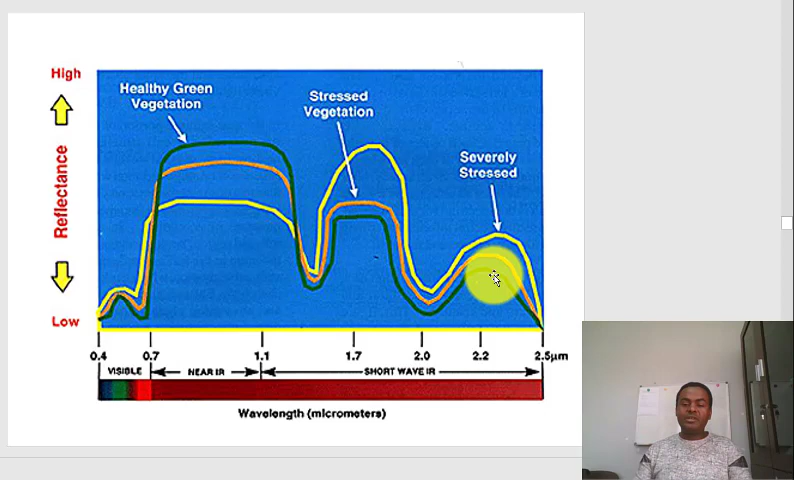 High
Healthy Green
Vegetation
Stressed
Vegetation
Severely
Stressed
Reflectance
Low
0.4 0.7 1.1 1.7 2.0 2.2 2.5µm
VISIBLE NEAR IR SHORT WAVE IR
Wavelength (micrometers)